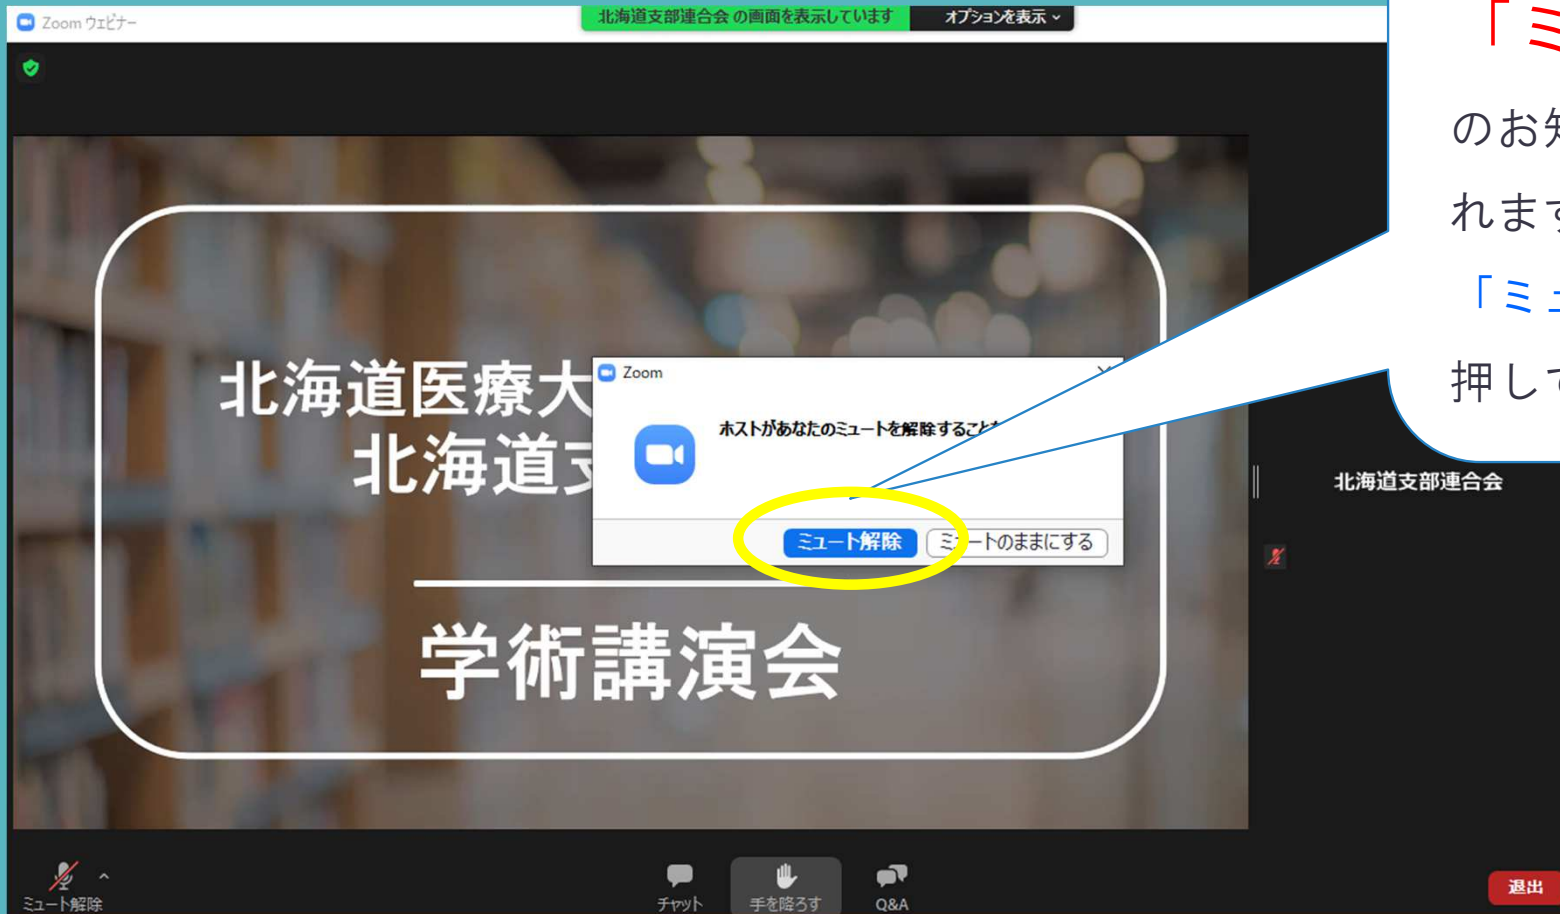 Zoom ウェビナー
北海道支部連合会 の画面を表示しています
オプションを表示
「ミ
のお知
れます
「ミュ
押して
北海道医療大
北海道支
学術講演会
Zoom
ホストがあなたのミュートを解除すること
ミュート解除
ミュートのままにする
北海道支部連合会
ミュート解除
チャット
手を降ろす
Q&A
退出